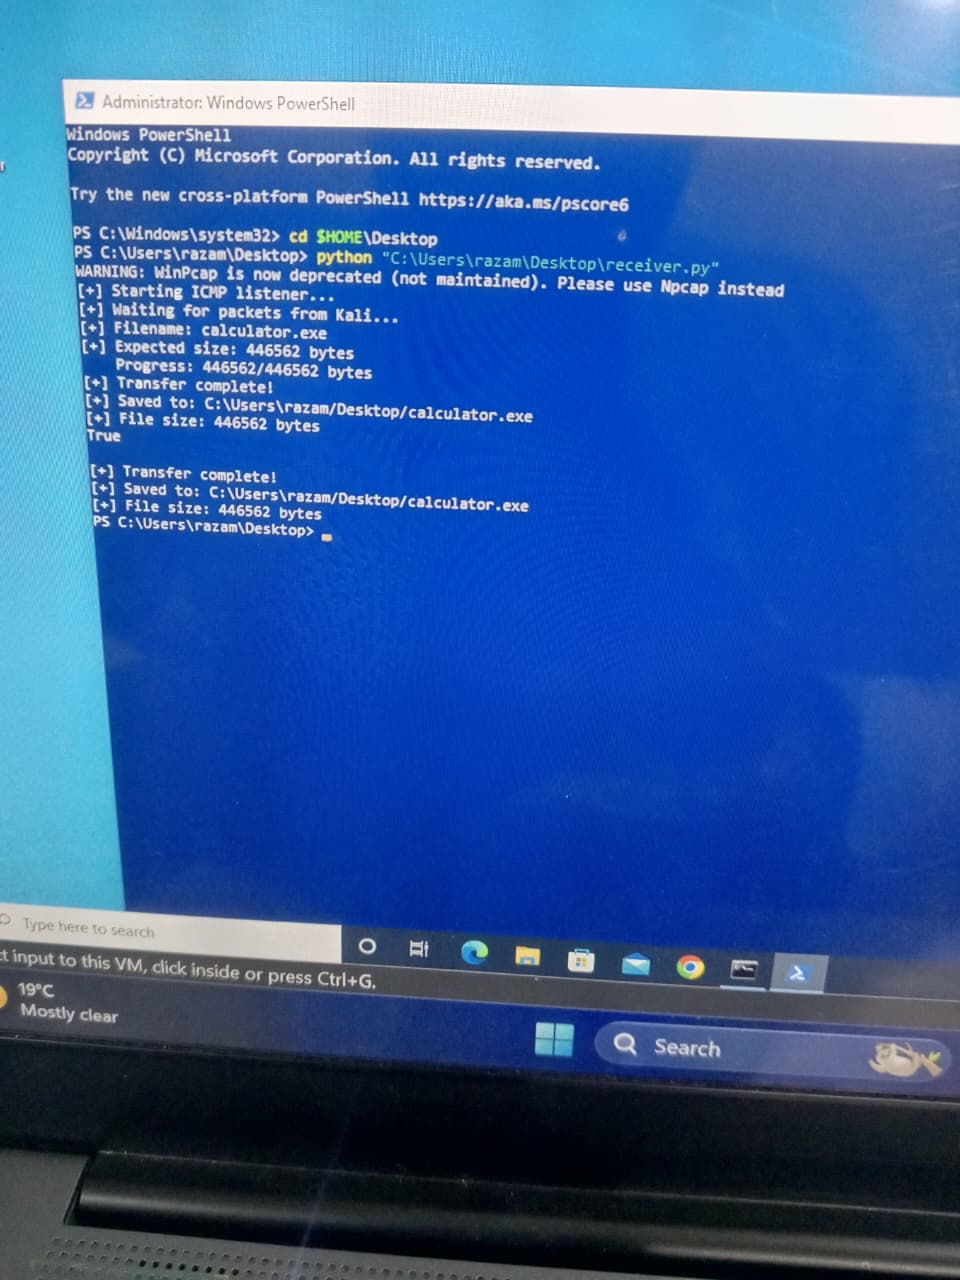 r
Administrator: Windows PowerShell
Windows PowerShell
Copyright (C) Microsoft Corporation. All rights reserved.
Try the new cross-platform PowerShell https://aka.ms/pscore6
PS C:\Windows\system32> cd $HOME\Desktop
PS C:\Users\razam\Desktop> python "C:\Users\razam\Desktop\receiver.py"
WARNING: WinPcap is now deprecated (not maintained). Please use Npcap instead
[+] Starting ICMP listener...
[+] Waiting for packets from Kali...
[+] Filename: calculator.exe
[+] Expected size: 446562 bytes
Progress: 446562/446562 bytes
[+] Transfer complete!
[+] Saved to: C:\Users\razam/Desktop/calculator.exe
[+] File size: 446562 bytes
True
[+] Transfer complete!
[+] Saved to: C:\Users\razam/Desktop/calculator.exe
[+] File size: 446562 bytes
PS C:\Users\razam\Desktop>
Type here to search
ct input to this VM, click inside or press Ctrl+G.
19°C
Mostly clear
Search